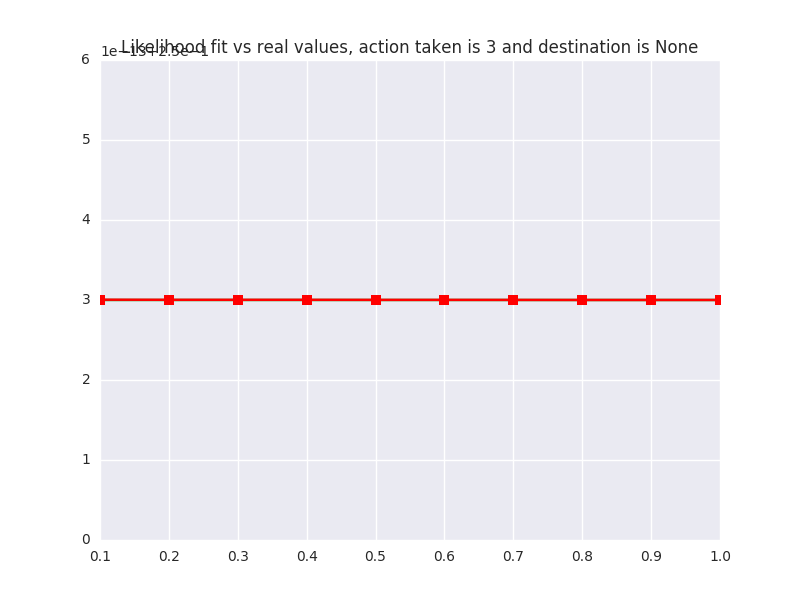 Likelihood fit vs real values, action taken is 3 and destination is None
1e−13+2.5e−1
6
5
4
3
2
1
0
0.1 0.2 0.3 0.4 0.5 0.6 0.7 0.8 0.9 1.0